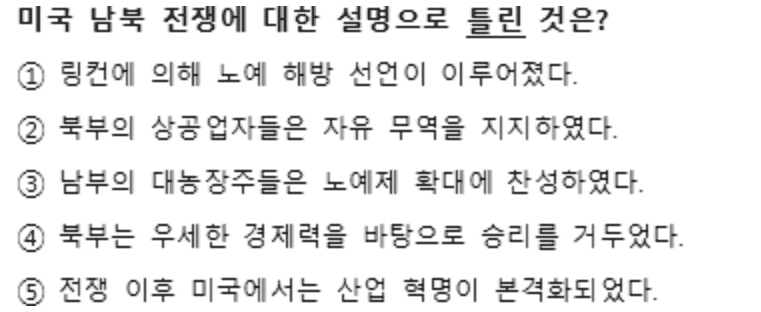 미국 남북 전쟁에 대한 설명으로 틀린 것은?
① 링컨에 의해 노예 해방 선언이 이루어졌다.
② 북부의 상공업자들은 자유 무역을 지지하였다.
③ 남부의 대농장주들은 노예제 확대에 찬성하였다.
④ 북부는 우세한 경제력을 바탕으로 승리를 거두었다.
⑤ 전쟁 이후 미국에서는 산업 혁명이 본격화되었다.